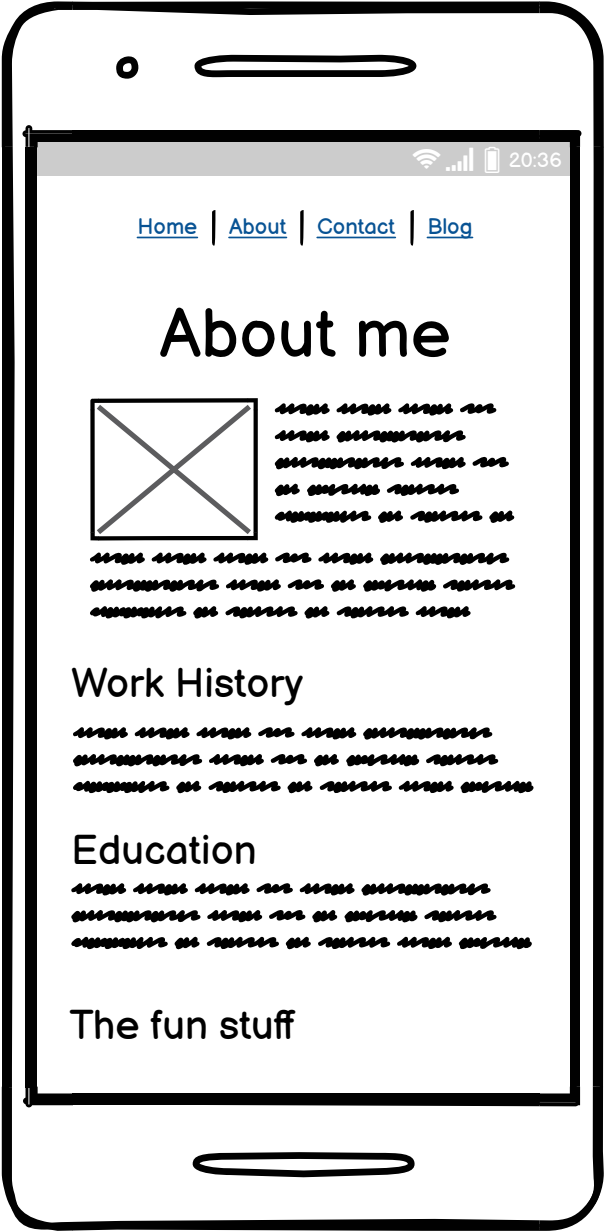 20:36
Home | About | Contact | Blog
About me
Work History
Education
The fun stuff